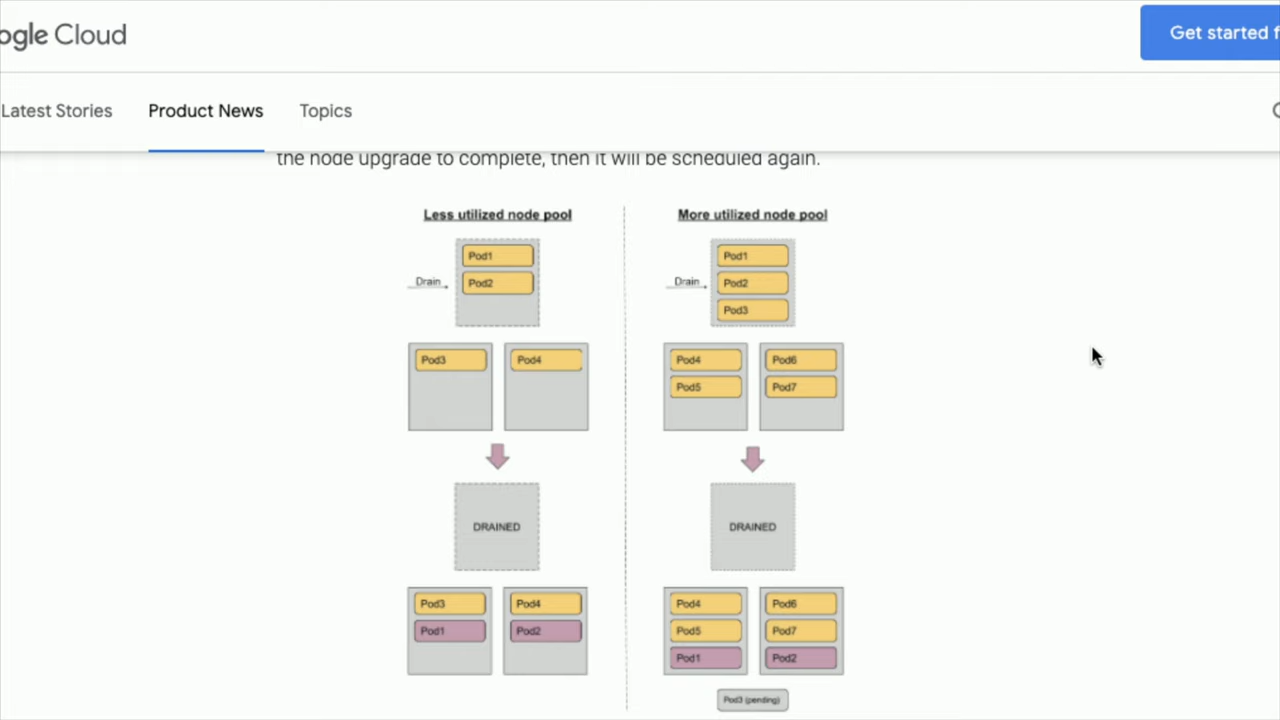 ogle Cloud
Get started f
Latest Stories
Product News
Topics
the node upgrade to complete, then it will be scheduled again.
Less utilized node pool
Drain
Pod1
Pod2
Pod3
Pod4
DRAINED
Pod3
Pod1
Pod4
Pod2
More utilized node pool
Drain
Pod1
Pod2
Pod3
Pod4
Pod5
Pod6
Pod7
DRAINED
Pod4
Pod5
Pod1
Pod6
Pod7
Pod2
Pod3 (pending)